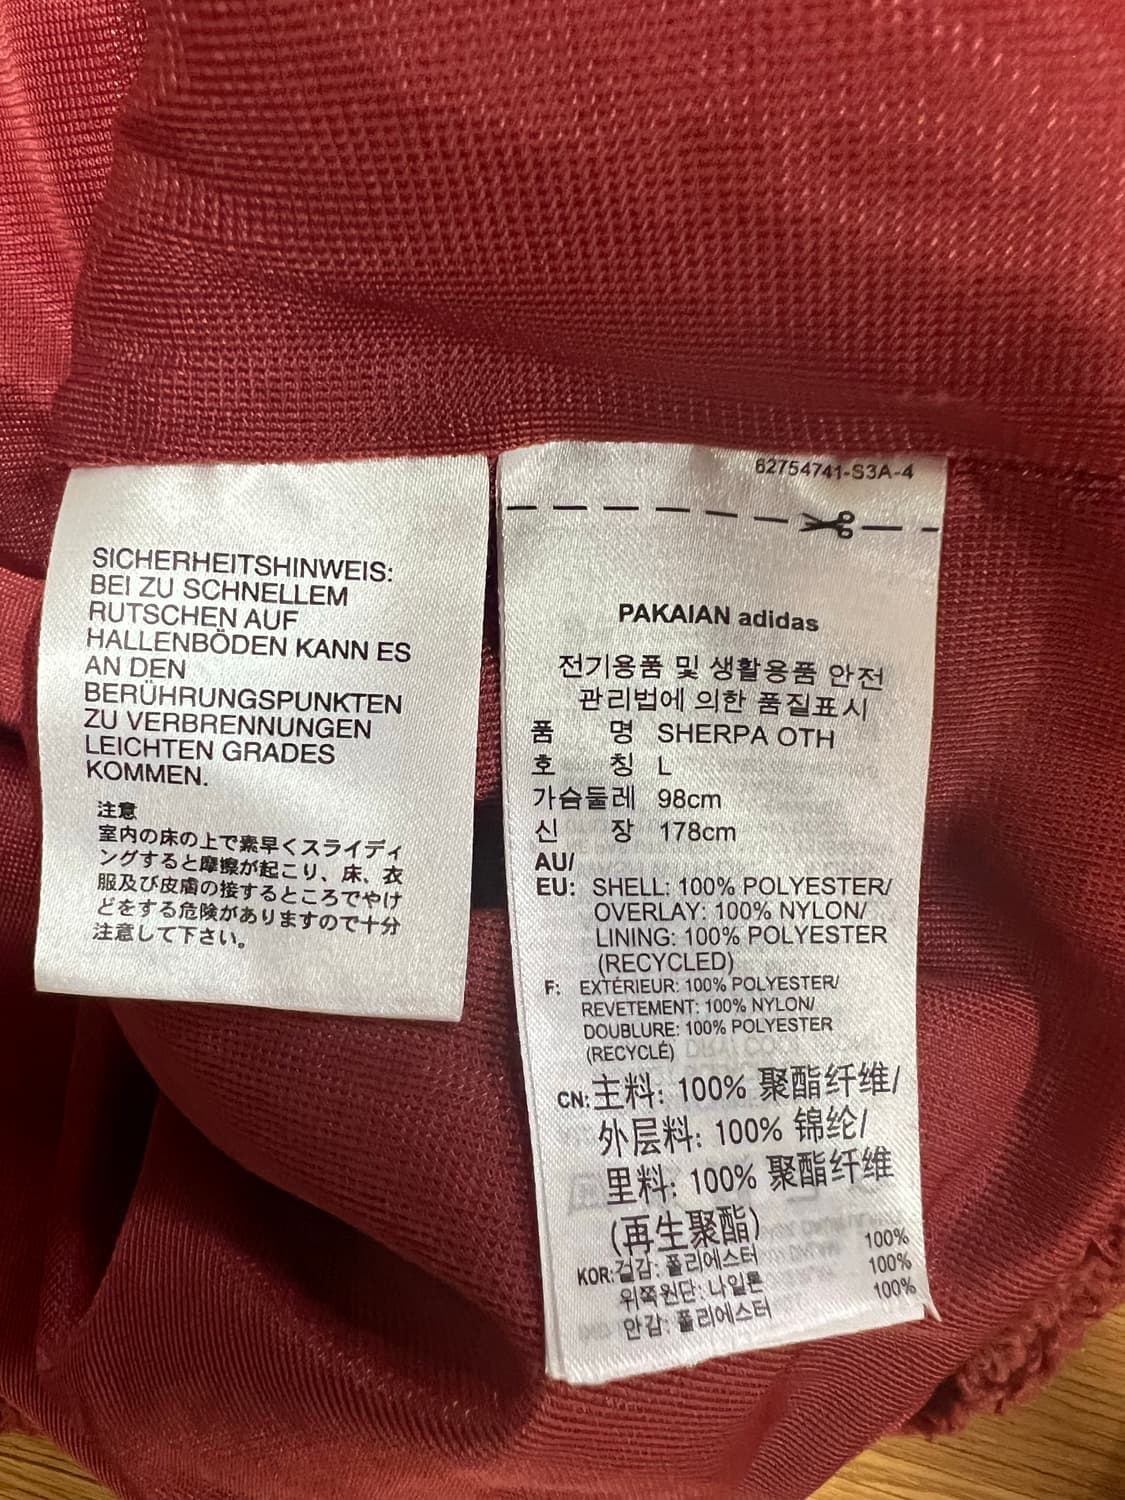 SICHERHEITSHINWEIS:
BEI ZU SCHNELLEM
RUTSCHEN AUF
HALLENBÖDEN KANN ES
AN DEN
BERÜHRUNGSPUNKTEN
ZU VERBRENNUNGEN
LEICHTEN GRADES
KOMMEN.
注意
室内の床の上で素早くスライディ
ングすると摩擦が起こり、床、衣
服及び皮膚の接するところでやけ
どをする危険がありますので十分
注意して下さい。
62754741-S3A-4
PAKAIAN adidas
전기용품 및 생활용품 안전
관리법에 의한 품질표시
품 명 SHERPA OTH
호 칭 L
가슴둘레 98cm
신 장 178cm
AU/
EU: SHELL: 100% POLYESTER/
OVERLAY: 100% NYLON/
LINING: 100% POLYESTER
(RECYCLED)
F: EXTÉRIEUR: 100% POLYESTER/
REVETEMENT: 100% NYLON/
DOUBLURE: 100% POLYESTER
(RECYCLÉ)
CN: 主料: 100% 聚酯纤维/
外层料: 100% 锦纶/
里料: 100% 聚酯纤维
(再生聚酯)
KOR: 겉감: 폴리에스터 100%
위쪽원단: 나일론 100%
안감: 폴리에스터 100%